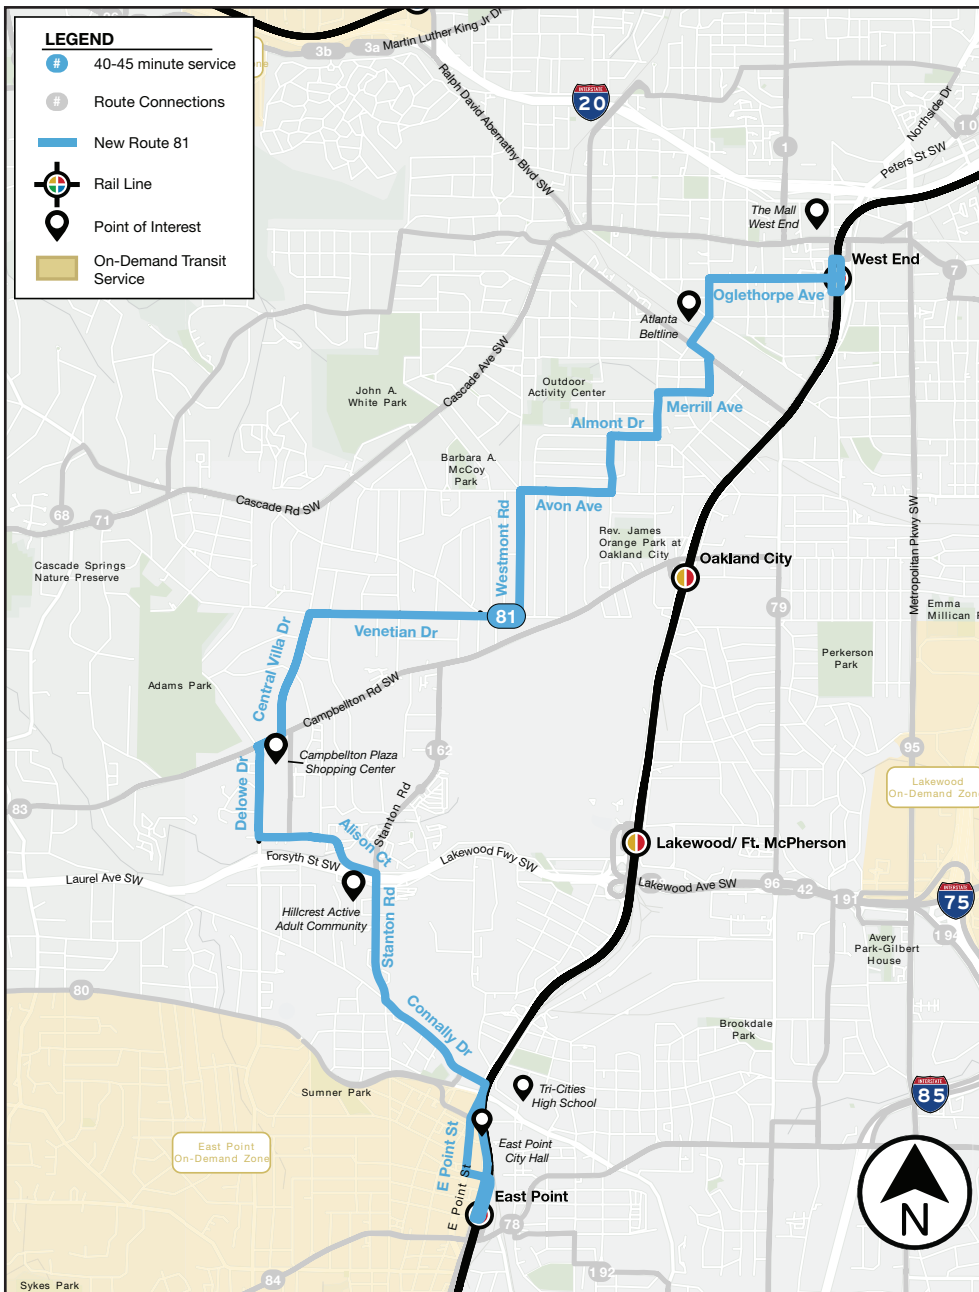 LEGEND
#
40-45 minute service
#
Route Connections
New Route 81
Rail Line
Point of Interest
On-Demand Transit
Service
3b
3a
Martin Luther King Jr Dr
INTERSTATE
20
Ralph David Abernathy Blvd SW
Northside Dr
10
1
Peters St SW
The Mall
West End
West End
7
Oglethorpe Ave
Atlanta
Beltline
Cascade Ave SW
John A.
White Park
Outdoor
Activity Center
Merrill Ave
Almont Dr
Barbara A.
McCoy
Park
Cascade Rd SW
68
71
Avon Ave
Westmont Rd
Rev. James
Orange Park at
Oakland City
Oakland City
Metropolitan Pkwy SW
Cascade Springs
Nature Preserve
79
Emma
Millican P
81
Venetian Dr
Central Villa Dr
Perkerson
Park
Adams Park
Campbellton Rd SW
162
95
Campbellton Plaza
Shopping Center
Lakewood
On-Demand Zone
83
Delowe Dr
Stanton Rd
Alison Ct
Forsyth St SW
Lakewood Fwy SW
Lakewood/ Ft. McPherson
Laurel Ave SW
Lakewood Ave SW
96
42
191
INTERSTATE
75
Hillcrest Active
Adult Community
Stanton Rd
194
Avery
Park-Gilbert
House
80
Connally Dr
Brookdale
Park
Sumner Park
Tri-Cities
High School
INTERSTATE
85
East Point
On-Demand Zone
E Point St
East Point
City Hall
E Point St
East Point
78
N
84
192
Sykes Park